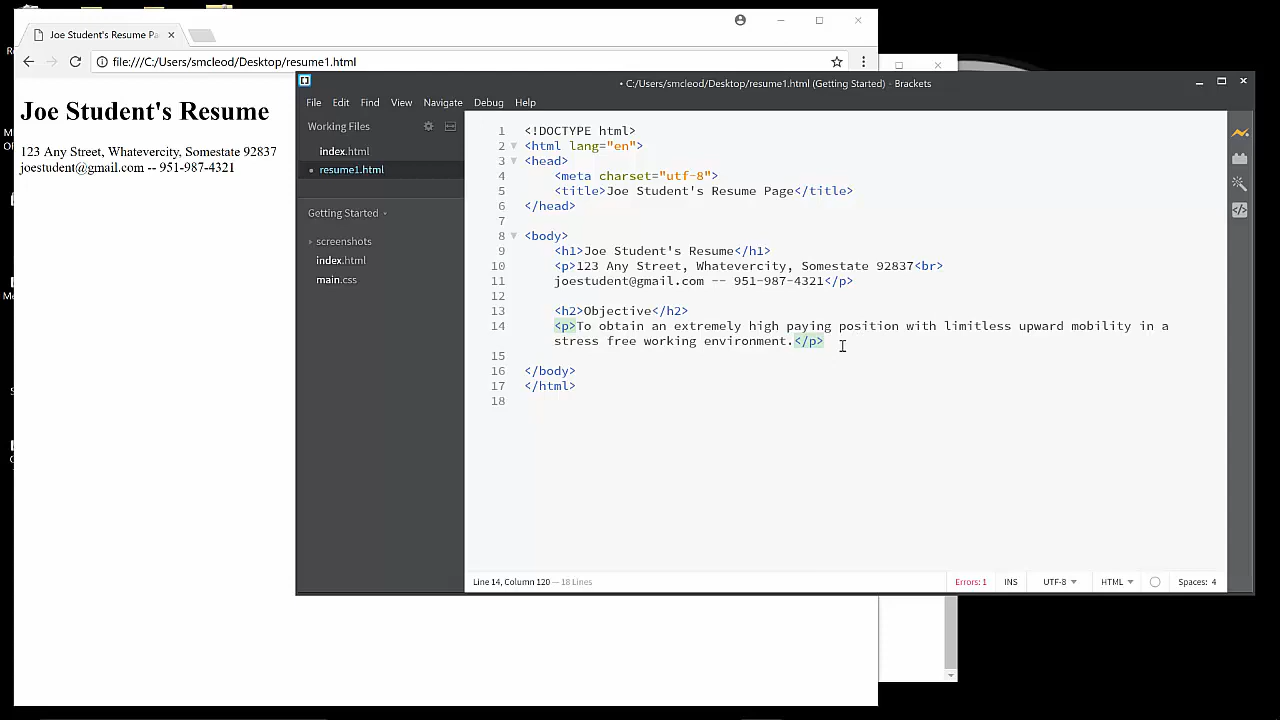 Joe Student's Resume Pa
file:///C:/Users/smcleod/Desktop/resume1.html
Joe Student's Resume
123 Any Street, Whatevercity, Somestate 92837
joestudent@gmail.com -- 951-987-4321
• C:/Users/smcleod/Desktop/resume1.html (Getting Started) - Brackets
File Edit Find View Navigate Debug Help
Working Files
index.html
resume1.html
Getting Started
screenshots
index.html
main.css
1 <!DOCTYPE html>
2 <html lang="en">
3 <head>
4 <meta charset="utf-8">
5 <title>Joe Student's Resume Page</title>
6 </head>
7
8 <body>
9 <h1>Joe Student's Resume</h1>
10 <p>123 Any Street, Whatevercity, Somestate 92837<br>
11 joestudent@gmail.com -- 951-987-4321</p>
12
13 <h2>Objective</h2>
14 <p>To obtain an extremely high paying position with limitless upward mobility in a
stress free working environment.</p>
15
16 </body>
17 </html>
18
Line 14, Column 120 — 18 Lines
Errors: 1 INS UTF-8 HTML Spaces: 4